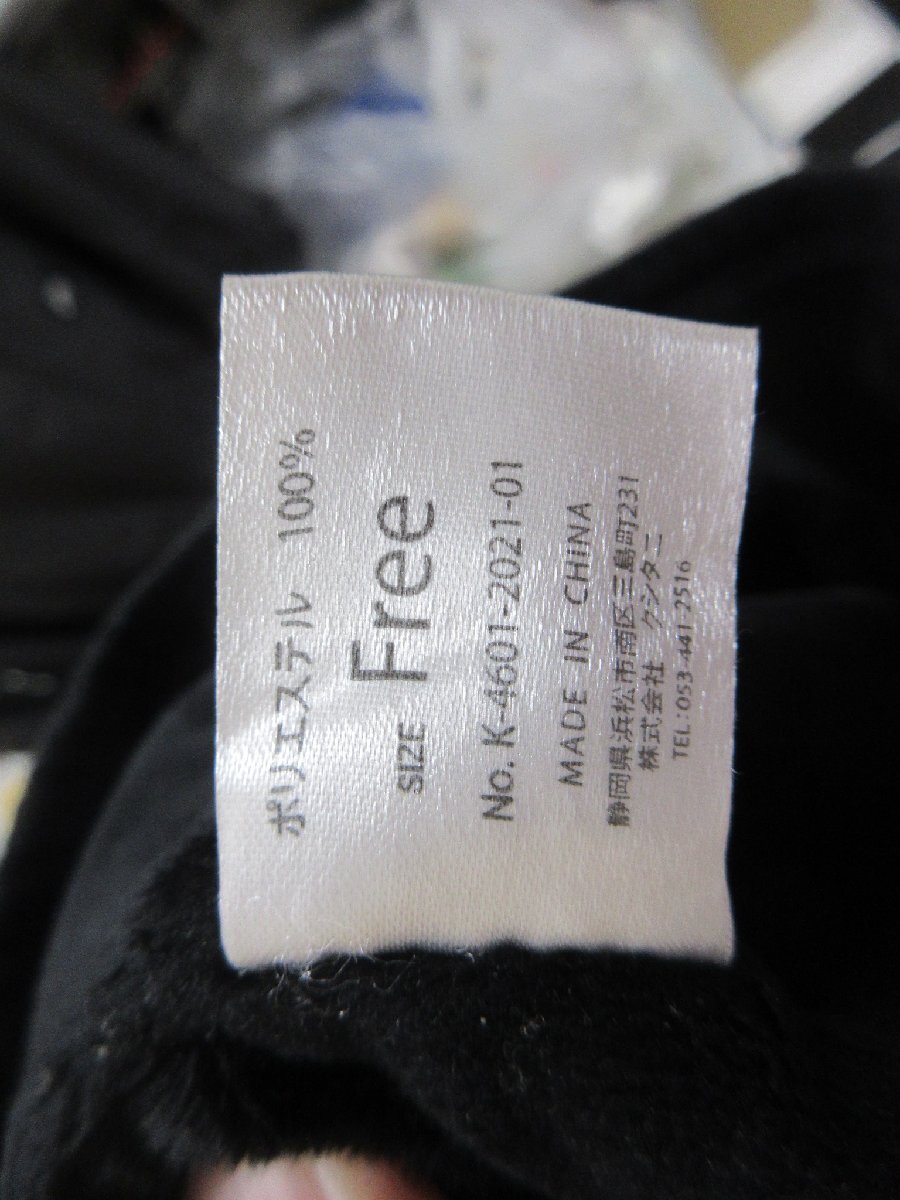 ポリエステル 100%
SIZE Free
No. K-4601-2021-01
MADE IN CHINA
静岡県浜松市南区三島町231
株式会社 クシタニ
TEL:053-441-2516